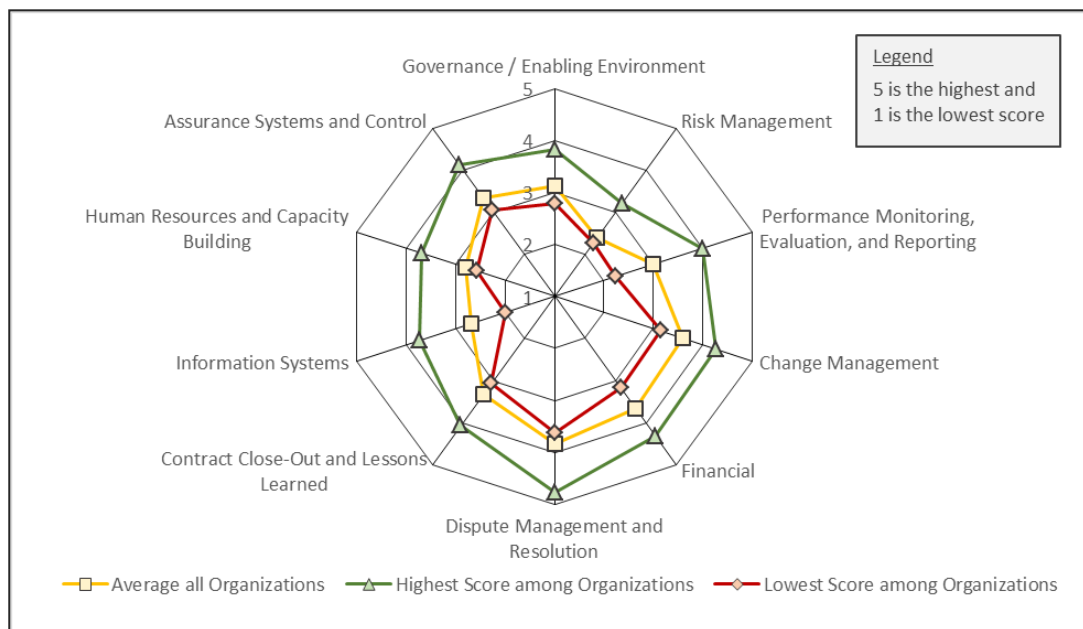 Legend
5 is the highest and
1 is the lowest score
Governance / Enabling Environment
5
4
3
2
1
Assurance Systems and Control
Risk Management
Human Resources and Capacity
Building
Performance Monitoring,
Evaluation, and Reporting
Information Systems
Change Management
Contract Close-Out and Lessons
Learned
Financial
Dispute Management and
Resolution
Average all Organizations
Highest Score among Organizations
Lowest Score among Organizations